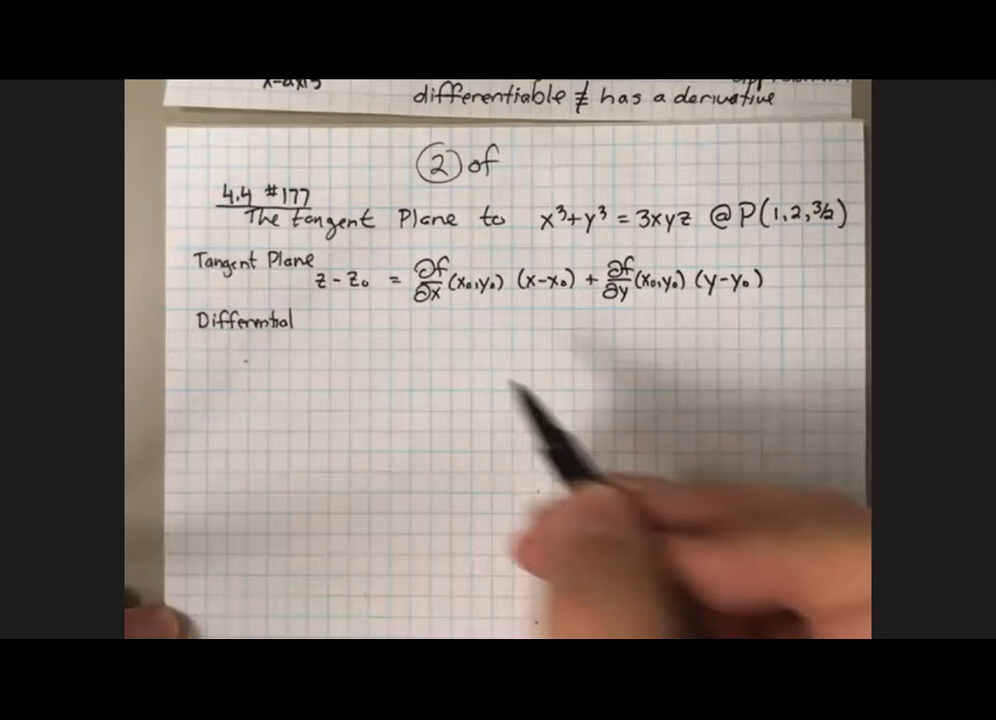 x-axis
differentiable ≠ has a derivative
② of
4.4 #177
The tangent Plane to x³+y³ = 3xyz @ P(1, 2, 3/2)
Tangent Plane
z - z₀ = ∂f/∂x (x₀, y₀) (x-x₀) + ∂f/∂y (x₀, y₀) (y-y₀)
Differential